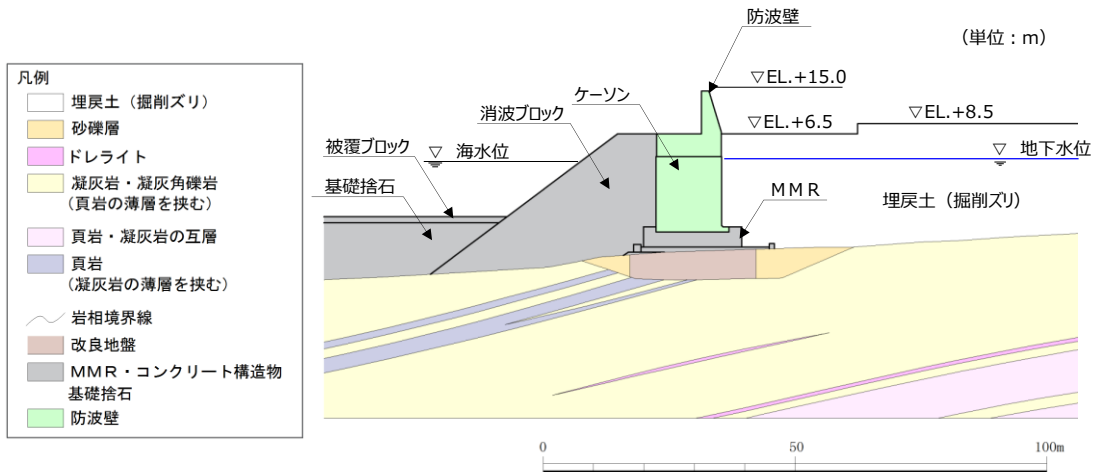 防波壁
（単位：m）
▽EL.+15.0
ケーソン
消波ブロック
▽EL.+8.5
▽EL.+6.5
被覆ブロック
▽ 海水位
▽ 地下水位
基礎捨石
ＭＭＲ
埋戻土（掘削ズリ）
凡例
埋戻土（掘削ズリ）
砂礫層
ドレライト
凝灰岩・凝灰角礫岩
（頁岩の薄層を挟む）
頁岩・凝灰岩の互層
頁岩
（凝灰岩の薄層を挟む）
岩相境界線
改良地盤
ＭＭＲ・コンクリート構造物
基礎捨石
防波壁
0 50 100m